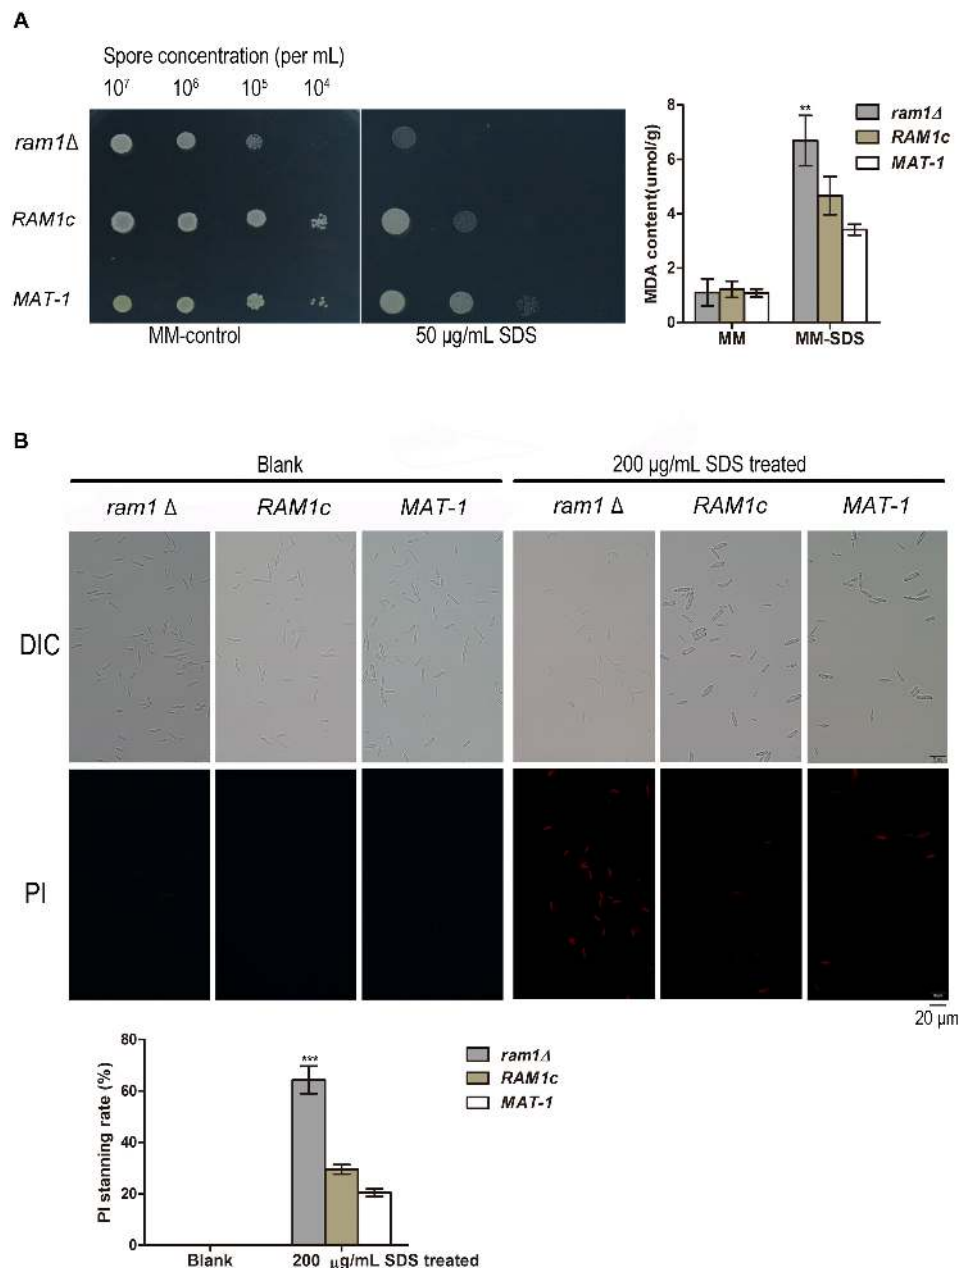 A
Spore concentration (per mL)
10⁷ 10⁶ 10⁵ 10⁴
ram1Δ
RAM1c
MAT-1
MM-control 50 µg/mL SDS
MDA content(umol/g)
8
6
4
2
0
**
MM MM-SDS
ram1Δ
RAM1c
MAT-1
B
Blank 200 µg/mL SDS treated
ram1 Δ RAM1c MAT-1 ram1 Δ RAM1c MAT-1
DIC
PI
20 µm
PI stanning rate (%)
80
60
40
20
0
***
Blank 200 µg/mL SDS treated
ram1Δ
RAM1c
MAT-1